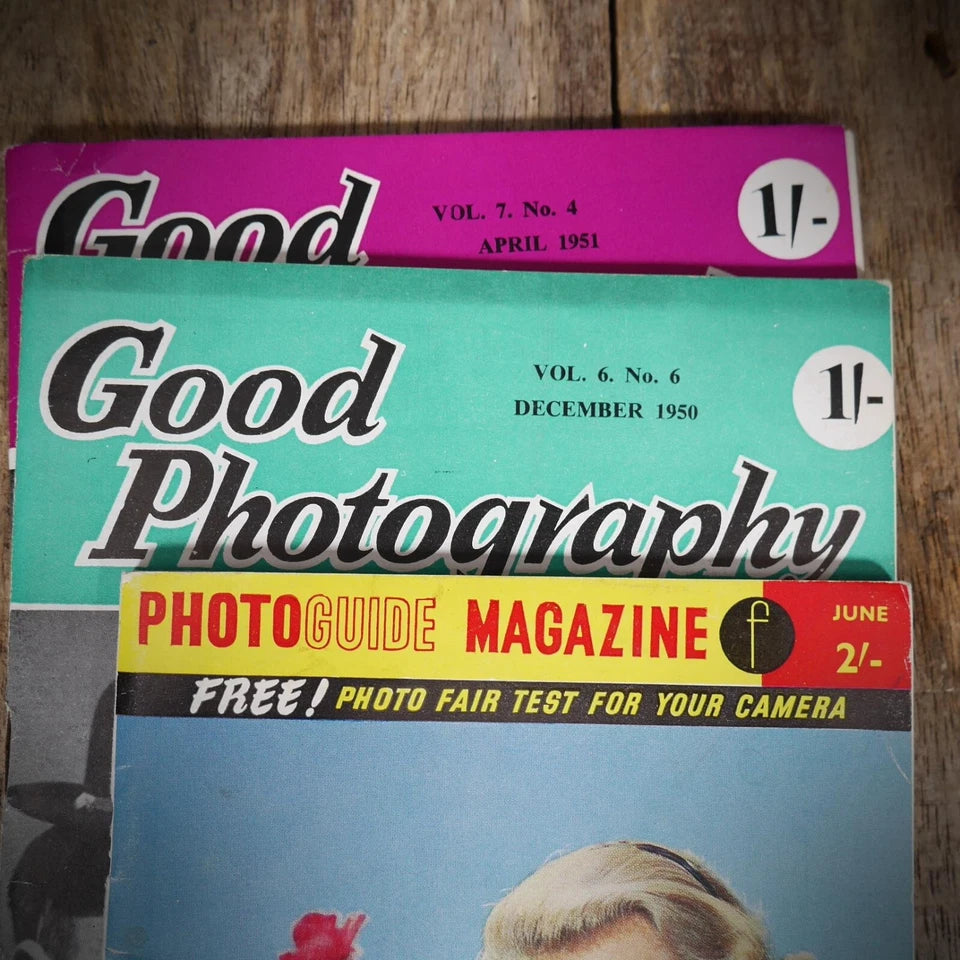 Good
VOL. 7. No. 4
APRIL 1951
1/-
Good
Photography
VOL. 6. No. 6
DECEMBER 1950
1/-
PHOTOGUIDE MAGAZINE
f
JUNE
2/-
FREE! PHOTO FAIR TEST FOR YOUR CAMERA